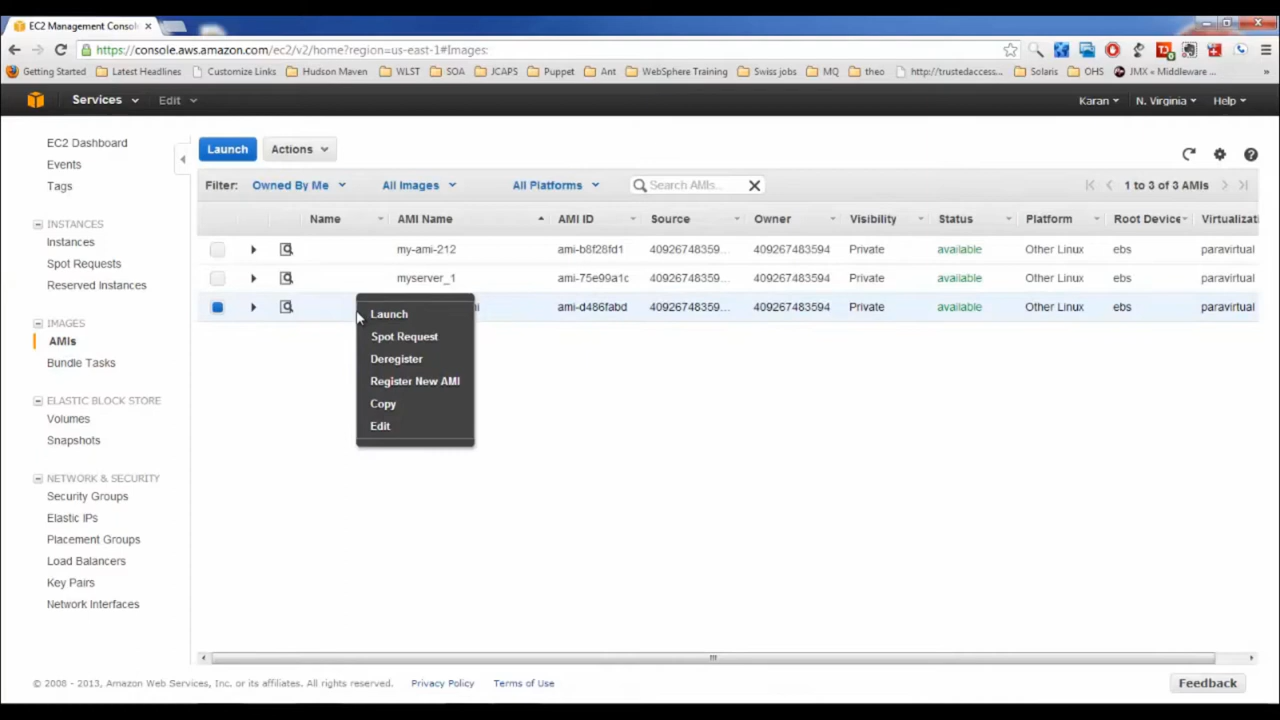 EC2 Management Consol
https://console.aws.amazon.com/ec2/v2/home?region=us-east-1#Images:
Getting Started Latest Headlines Customize Links Hudson Maven WLST SOA JCAPS Puppet Ant WebSphere Training Swiss jobs MQ theo http://trustedaccess... Solaris OHS JMX « Middleware ... »
Services Edit Karan N. Virginia Help
EC2 Dashboard
Events
Tags
INSTANCES
Instances
Spot Requests
Reserved Instances
IMAGES
AMIs
Bundle Tasks
ELASTIC BLOCK STORE
Volumes
Snapshots
NETWORK & SECURITY
Security Groups
Elastic IPs
Placement Groups
Load Balancers
Key Pairs
Network Interfaces
Launch Actions
Filter: Owned By Me All Images All Platforms Search AMIs... 1 to 3 of 3 AMIs
Name AMI Name AMI ID Source Owner Visibility Status Platform Root Device Virtualizati
my-ami-212 ami-b8f28fd1 40926748359... 409267483594 Private available Other Linux ebs paravirtual
myserver_1 ami-75e99a1c 40926748359... 409267483594 Private available Other Linux ebs paravirtual
ami-d486fabd 40926748359... 409267483594 Private available Other Linux ebs paravirtual
Launch
Spot Request
Deregister
Register New AMI
Copy
Edit
© 2008 - 2013, Amazon Web Services, Inc. or its affiliates. All rights reserved. Privacy Policy Terms of Use Feedback